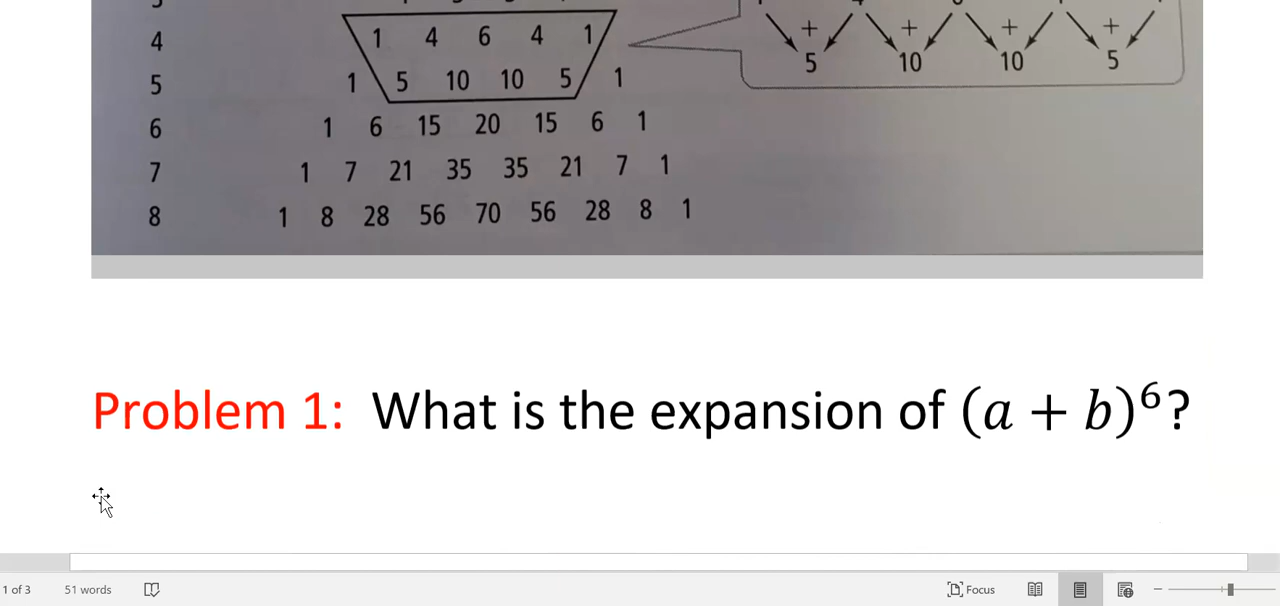 4 1 4 6 4 1 + + + +
5 10 10 5
5 1 5 10 10 5 1
6 1 6 15 20 15 6 1
7 1 7 21 35 35 21 7 1
8 1 8 28 56 70 56 28 8 1
Problem 1: What is the expansion of (a + b)⁶?
1 of 3 51 words Focus